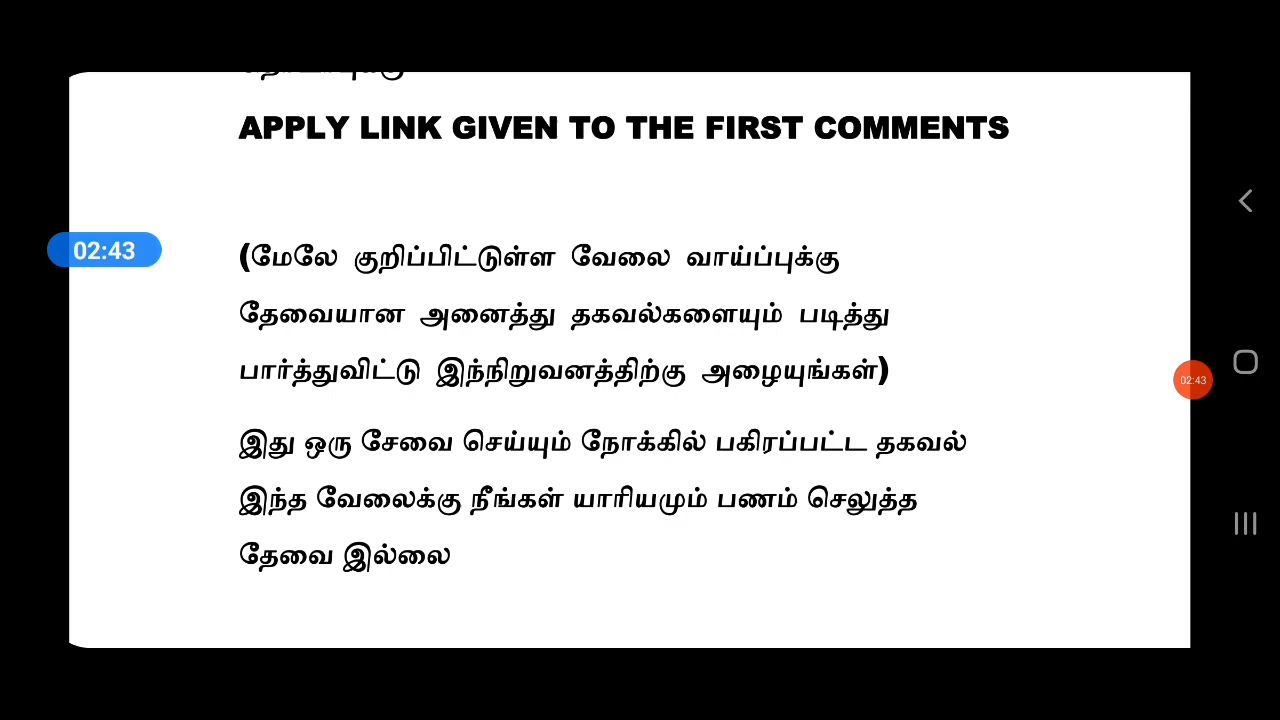 APPLY LINK GIVEN TO THE FIRST COMMENTS
02:43
(மேலே குறிப்பிட்டுள்ள வேலை வாய்ப்புக்கு
தேவையான அனைத்து தகவல்களையும் படித்து
பார்த்துவிட்டு இந்நிறுவனத்திற்கு அழையுங்கள்)
02:43
இது ஒரு சேவை செய்யும் நோக்கில் பகிரப்பட்ட தகவல்
இந்த வேலைக்கு நீங்கள் யாரியமும் பணம் செலுத்த
தேவை இல்லை